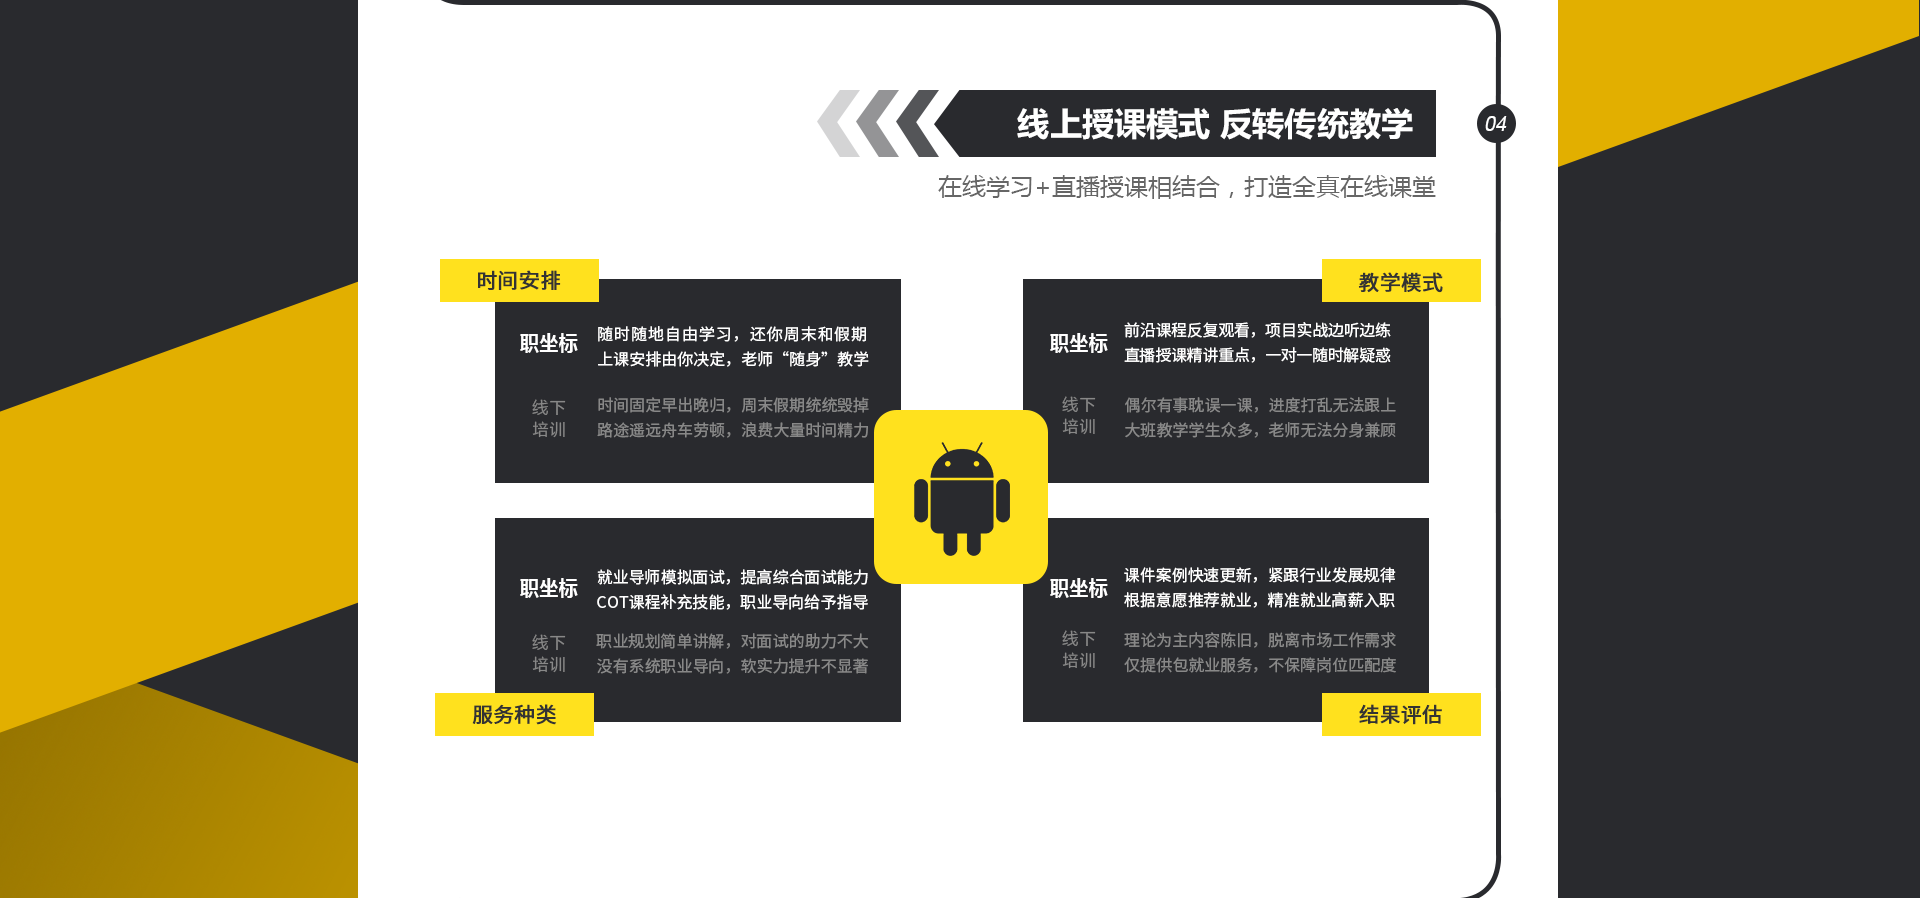 线上授课模式 反转传统教学
04
在线学习+直播授课相结合，打造全真在线课堂
时间安排
职坐标
随时随地自由学习，还你周末和假期
上课安排由你决定，老师“随身”教学
线下
培训
时间固定早出晚归，周末假期统统毁掉
路途遥远舟车劳顿，浪费大量时间精力
教学模式
职坐标
前沿课程反复观看，项目实战边听边练
直播授课精讲重点，一对一随时解疑惑
线下
培训
偶尔有事耽误一课，进度打乱无法跟上
大班教学学生众多，老师无法分身兼顾
职坐标
就业导师模拟面试，提高综合面试能力
COT课程补充技能，职业导向给予指导
线下
培训
职业规划简单讲解，对面试的助力不大
没有系统职业导向，软实力提升不显著
服务种类
职坐标
课件案例快速更新，紧跟行业发展规律
根据意愿推荐就业，精准就业高薪入职
线下
培训
理论为主内容陈旧，脱离市场工作需求
仅提供包就业服务，不保障岗位匹配度
结果评估